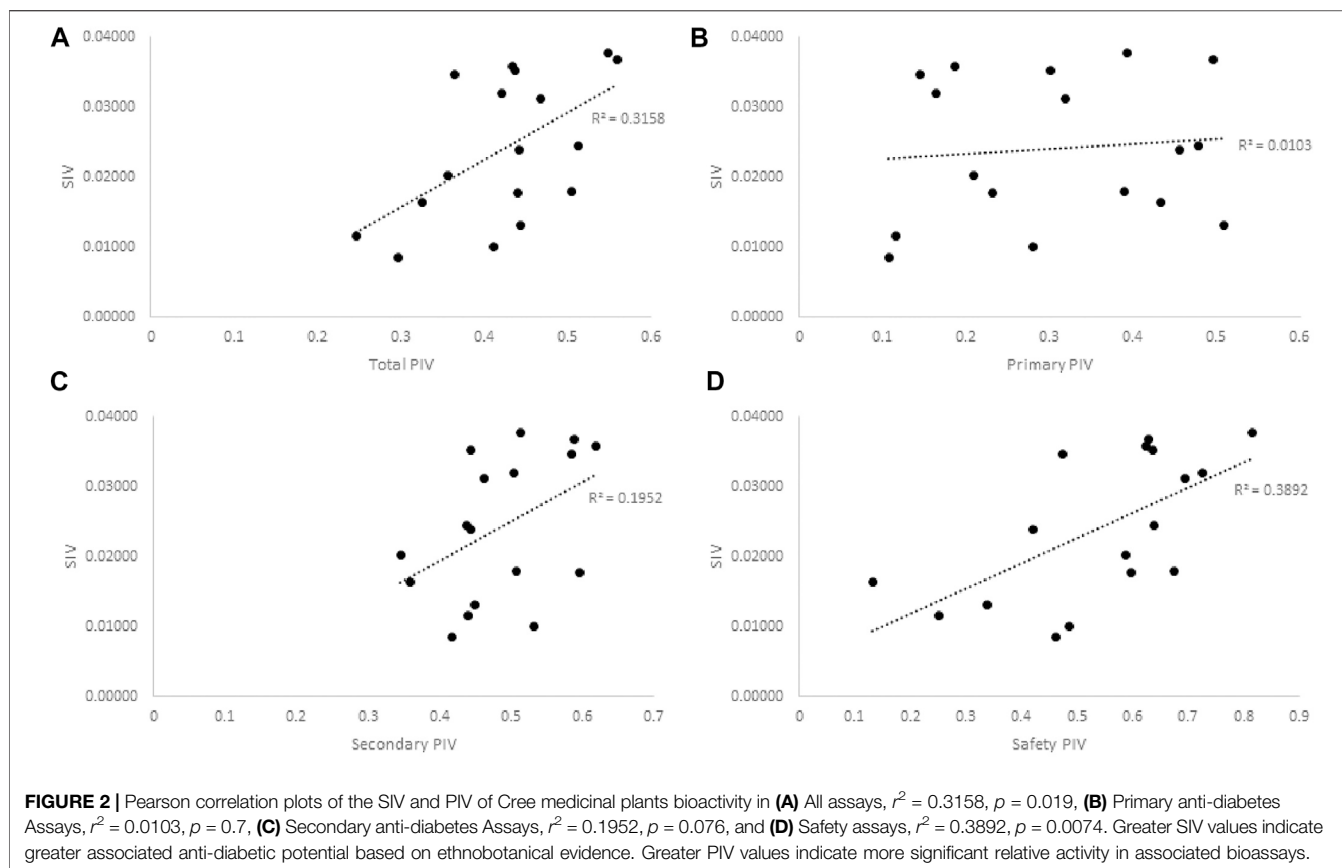 A
0.04000
0.03000
0.02000
0.01000
0.00000
SIV
R² = 0.3158
0 0.1 0.2 0.3 0.4 0.5 0.6
Total PIV
B
0.04000
0.03000
0.02000
0.01000
0.00000
SIV
R² = 0.0103
0 0.1 0.2 0.3 0.4 0.5 0.6
Primary PIV
C
0.04000
0.03000
0.02000
0.01000
0.00000
SIV
R² = 0.1952
0 0.1 0.2 0.3 0.4 0.5 0.6 0.7
Secondary PIV
D
0.04000
0.03000
0.02000
0.01000
0.00000
SIV
R² = 0.3892
0 0.1 0.2 0.3 0.4 0.5 0.6 0.7 0.8 0.9
Safety PIV
FIGURE 2 | Pearson correlation plots of the SIV and PIV of Cree medicinal plants bioactivity in (A) All assays, r² = 0.3158, p = 0.019, (B) Primary anti-diabetes
Assays, r² = 0.0103, p = 0.7, (C) Secondary anti-diabetes Assays, r² = 0.1952, p = 0.076, and (D) Safety assays, r² = 0.3892, p = 0.0074. Greater SIV values indicate
greater associated anti-diabetic potential based on ethnobotanical evidence. Greater PIV values indicate more significant relative activity in associated bioassays.